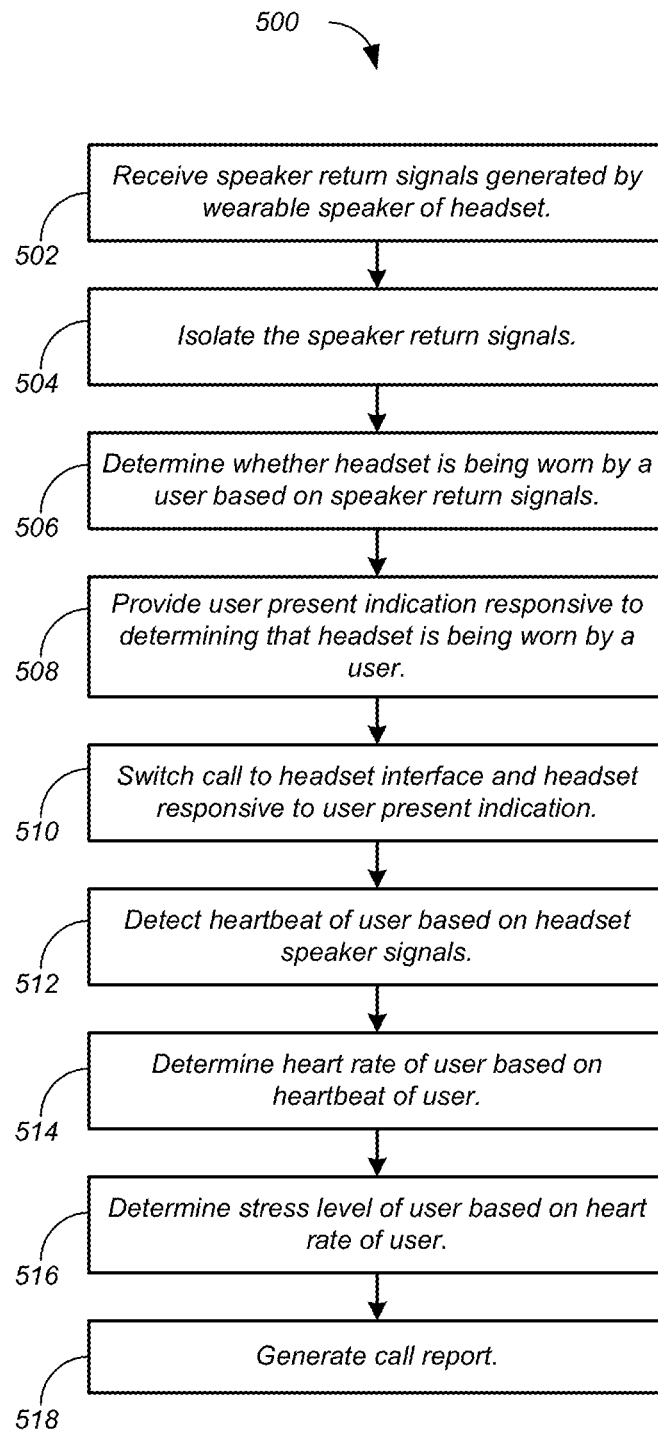 500
Receive speaker return signals generated by
wearable speaker of headset.
502
Isolate the speaker return signals.
504
Determine whether headset is being worn by a
user based on speaker return signals.
506
Provide user present indication responsive to
determining that headset is being worn by a
user.
508
Switch call to headset interface and headset
responsive to user present indication.
510
Detect heartbeat of user based on headset
speaker signals.
512
Determine heart rate of user based on
heartbeat of user.
514
Determine stress level of user based on heart
rate of user.
516
Generate call report.
518